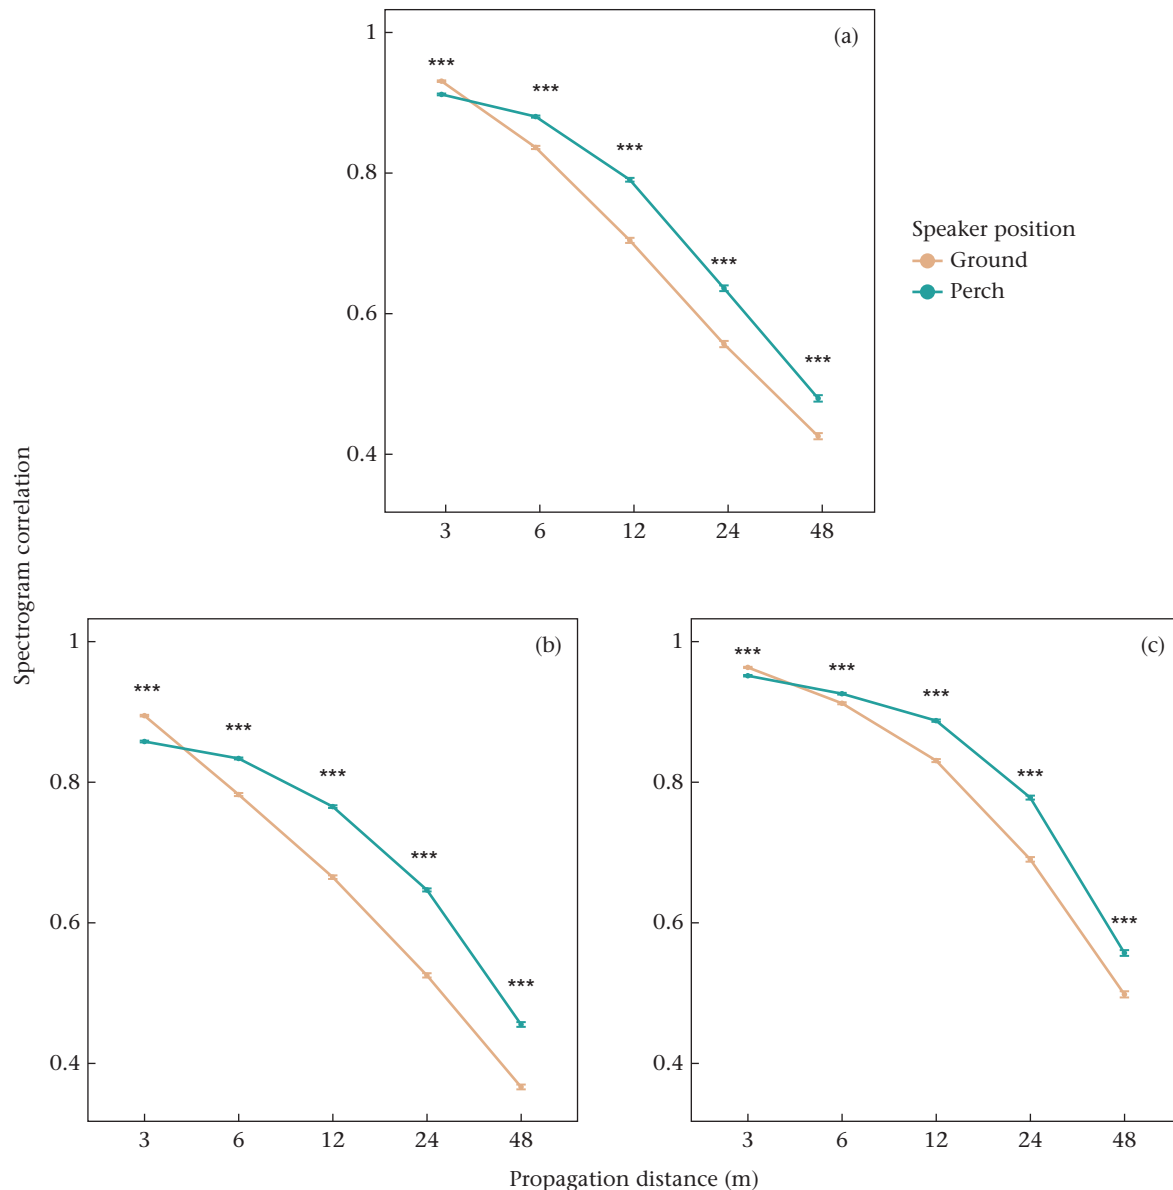 1
(a)
***
***
0.8
***
Speaker position
Ground
Perch
***
0.6
***
0.4
3 6 12 24 48
Spectrogram correlation
1
(b)
***
***
0.8
***
***
0.6
***
0.4
3 6 12 24 48
1
(c)
***
***
***
0.8
***
0.6
***
0.4
3 6 12 24 48
Propagation distance (m)